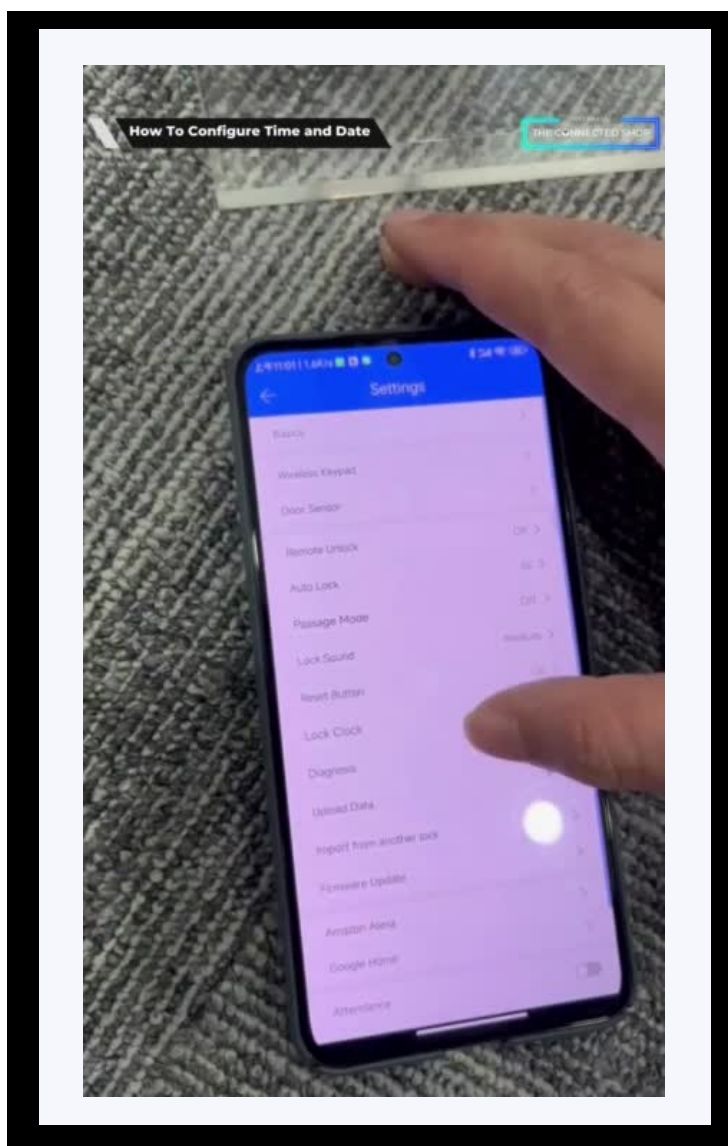 How To Configure Time and Date
THE CONNECTED SHOP
Settings
Basics
Wireless Keypad
Door Sensor
Remote Unlock
Off
Auto Lock
Passage Mode
Off
Lock Sound
Reset Button
Lock Clock
Diagnosis
Upload Data
Import from another lock
Firmware Update
Amazon Alexa
Google Home
Attendance